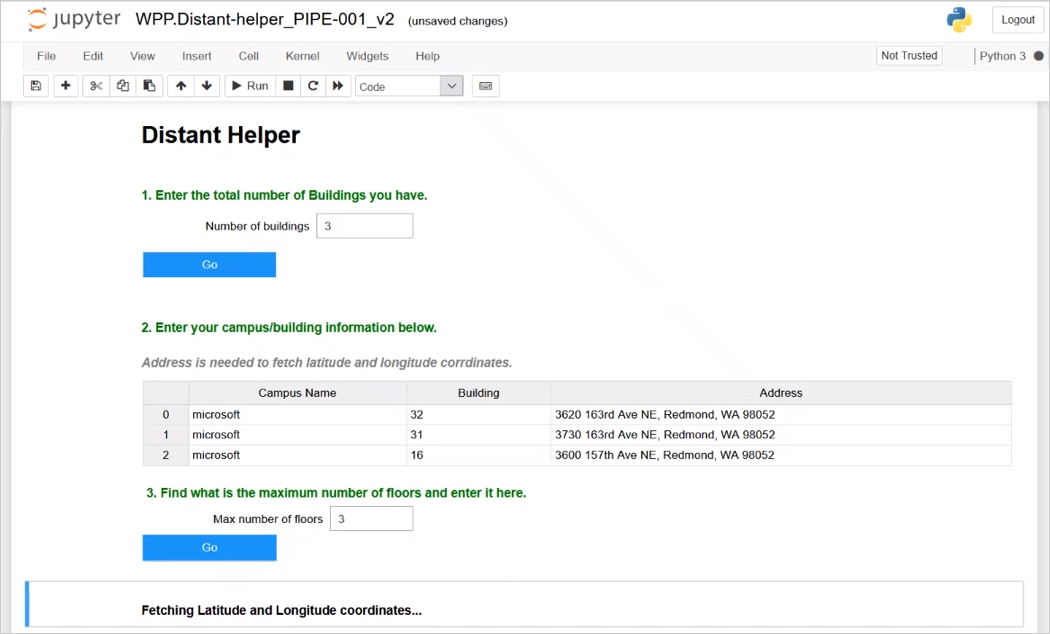 jupyter WPP.Distant-helper_PIPE-001_v2 (unsaved changes) Logout
File Edit View Insert Cell Kernel Widgets Help Not Trusted Python 3
Run Code
Distant Helper
1. Enter the total number of Buildings you have.
Number of buildings 3
Go
2. Enter your campus/building information below.
Address is needed to fetch latitude and longitude corrdinates.
Campus Name Building Address
0 microsoft 32 3620 163rd Ave NE, Redmond, WA 98052
1 microsoft 31 3730 163rd Ave NE, Redmond, WA 98052
2 microsoft 16 3600 157th Ave NE, Redmond, WA 98052
3. Find what is the maximum number of floors and enter it here.
Max number of floors 3
Go
Fetching Latitude and Longitude coordinates...